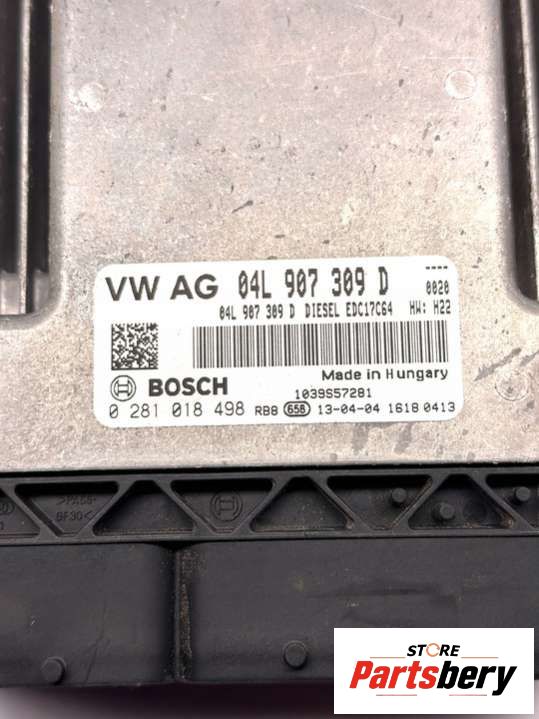 VW AG 04L 907 309 D 0020
04L 907 309 D DIESEL EDC17C64 HW: H22
Made in Hungary
BOSCH 1039S57281
0 281 018 498 RB8 658 13-04-04 1618 0413
GF30<
STORE
Partsbery